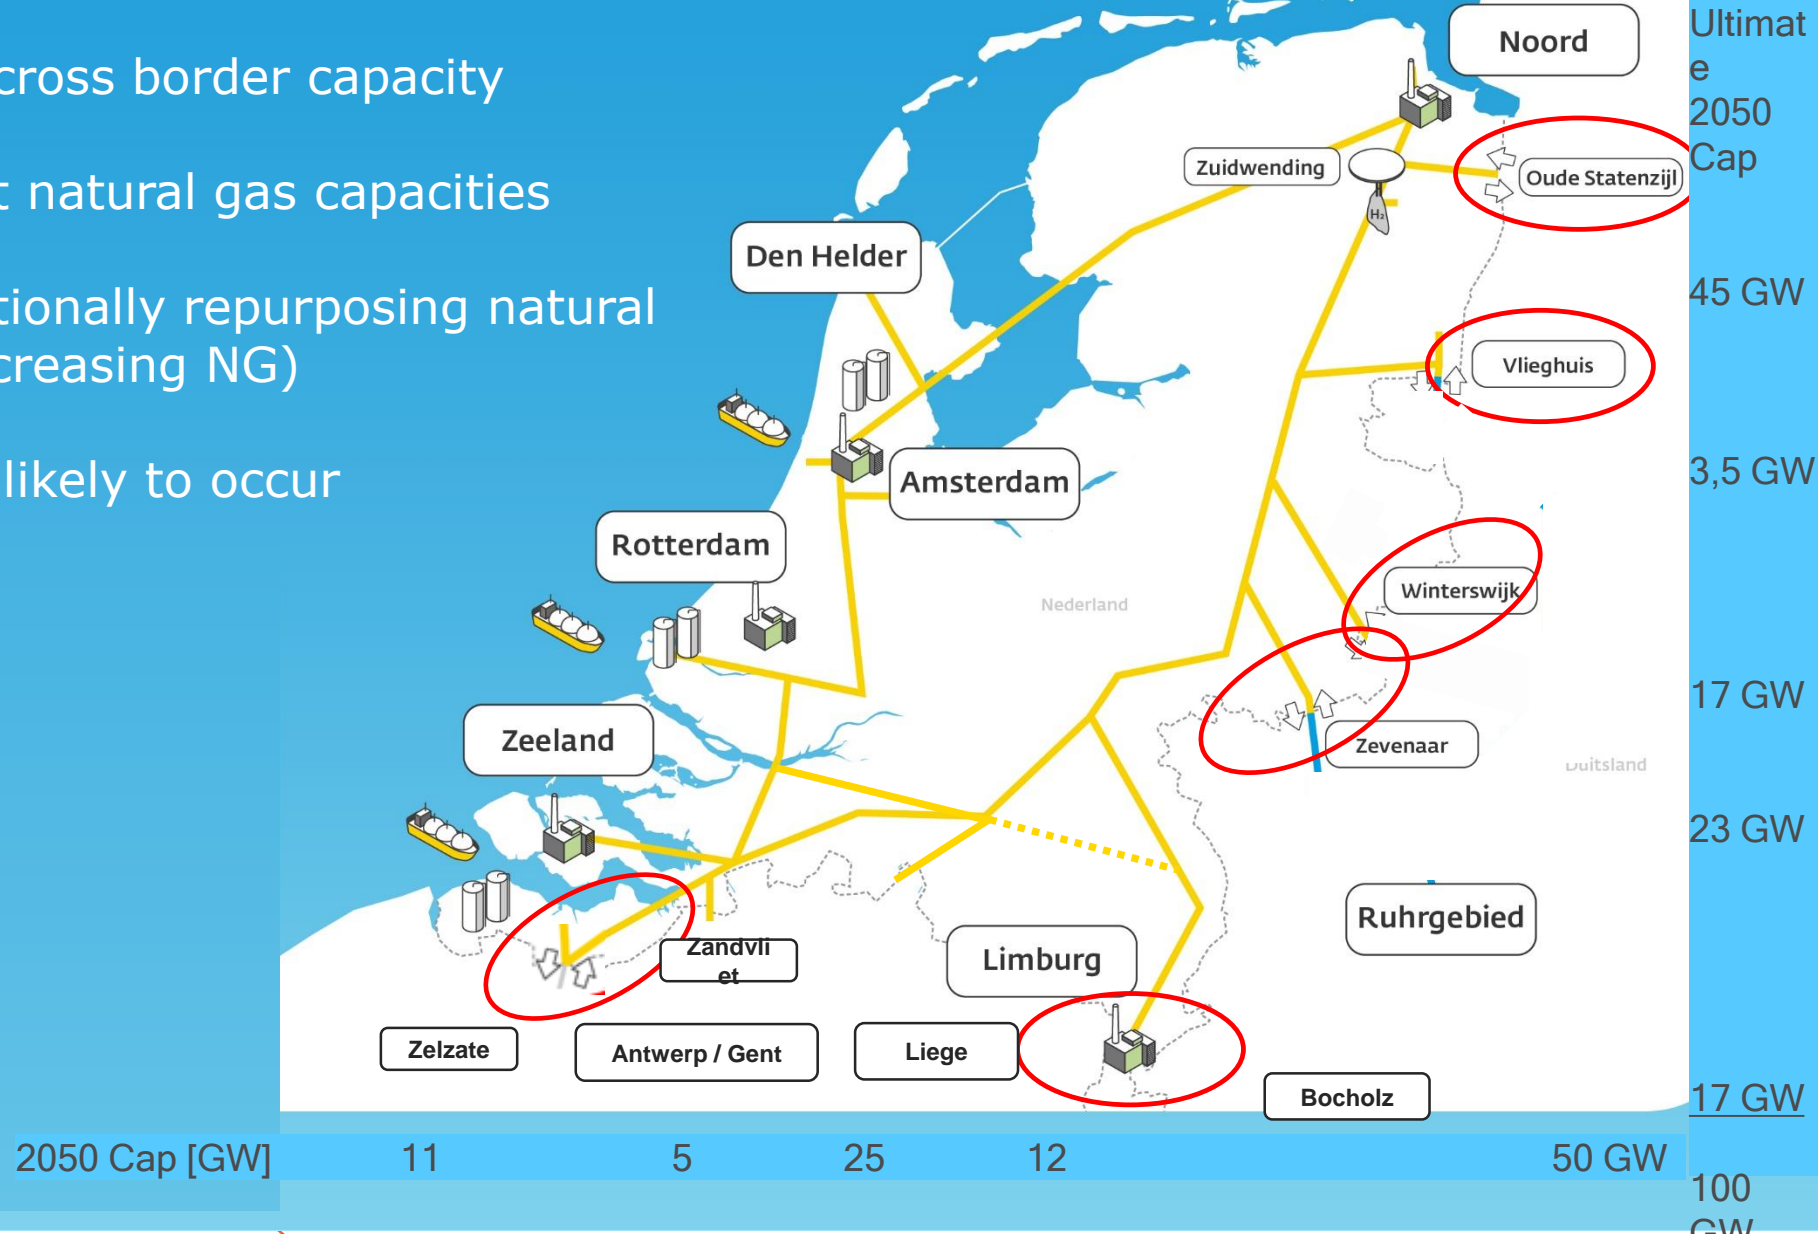 cross border capacity
t natural gas capacities
tionally repurposing natural
creasing NG)
likely to occur
Noord
Zuidwending
Oude Statenzijl
H₂
Den Helder
Vlieghuis
Amsterdam
Rotterdam
Winterswijk
Nederland
Zeeland
Zevenaar
Duitsland
Ruhrgebied
Zandvli
et
Limburg
Zelzate
Antwerp / Gent
Liege
Bocholz
Ultimat
e
2050
Cap
45 GW
3,5 GW
17 GW
23 GW
17 GW
100
GW
2050 Cap [GW] 11 5 25 12 50 GW